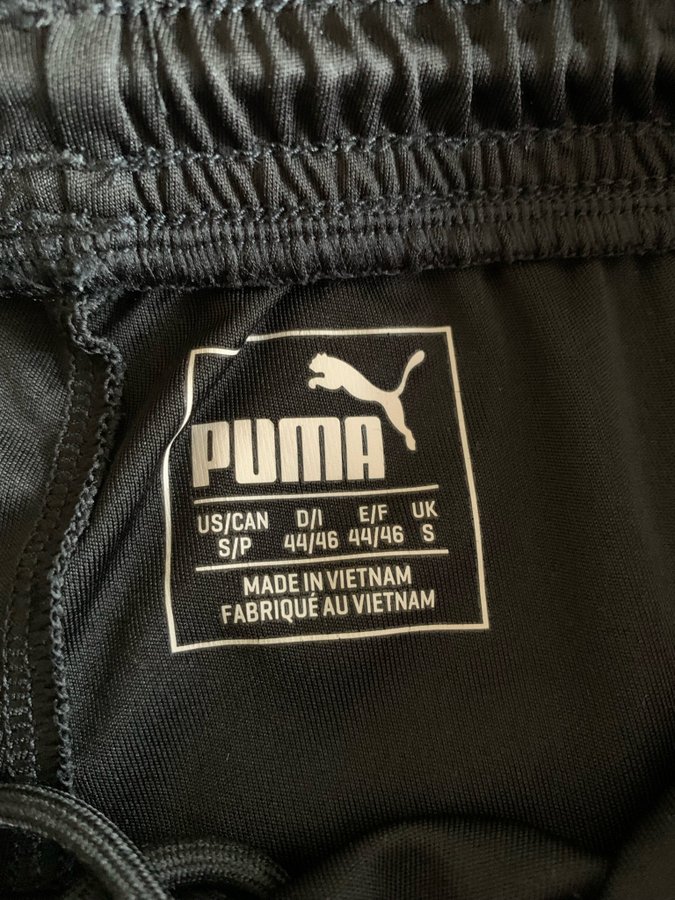 PUMA
US/CAN D/I E/F UK
S/P 44/46 44/46 S
MADE IN VIETNAM
FABRIQUÉ AU VIETNAM